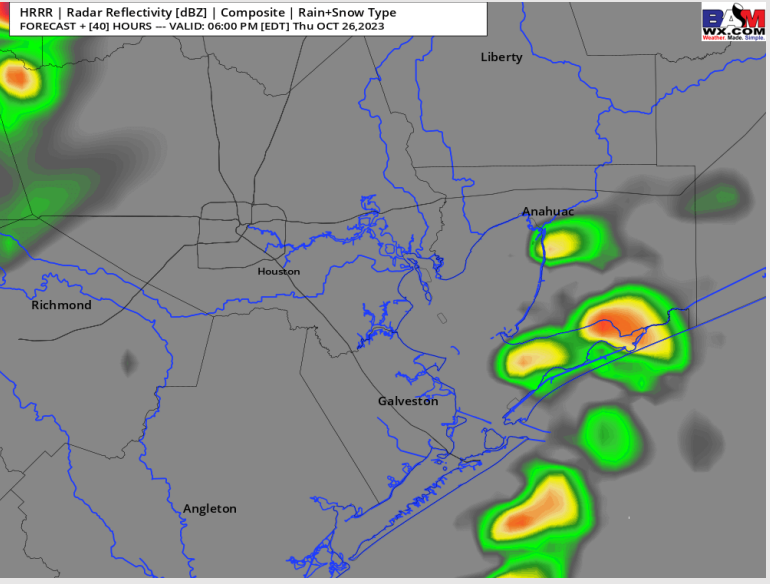 HRRR | Radar Reflectivity [dBZ] | Composite | Rain+Snow Type
FORECAST + [40] HOURS --- VALID: 06:00 PM [EDT] Thu OCT 26,2023
BAM
WX.COM
Weather. Made. Simple.
Liberty
Anahuac
Houston
Richmond
Galveston
Angleton